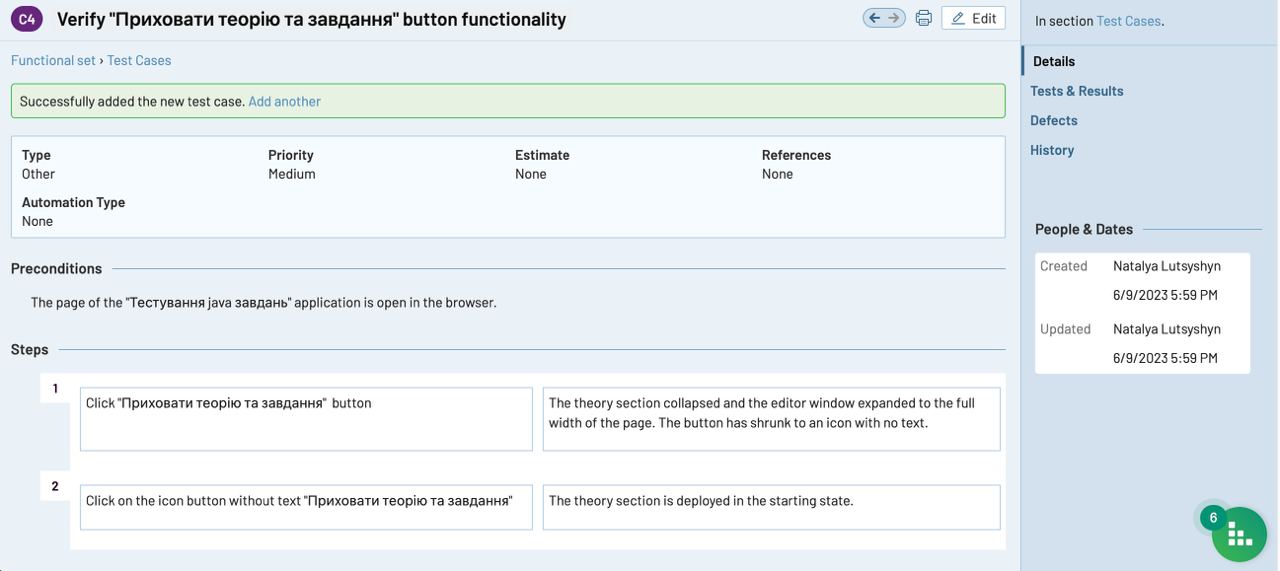 C4 Verify "Приховати теорію та завдання" button functionality
Edit
Functional set › Test Cases
Successfully added the new test case. Add another
Type Priority Estimate References
Other Medium None None
Automation Type
None
Preconditions
The page of the "Тестування java завдань" application is open in the browser.
Steps
1
Click "Приховати теорію та завдання" button
The theory section collapsed and the editor window expanded to the full
width of the page. The button has shrunk to an icon with no text.
2
Click on the icon button without text "Приховати теорію та завдання"
The theory section is deployed in the starting state.
In section Test Cases.
Details
Tests & Results
Defects
History
People & Dates
Created Natalya Lutsyshyn
6/9/2023 5:59 PM
Updated Natalya Lutsyshyn
6/9/2023 5:59 PM
6